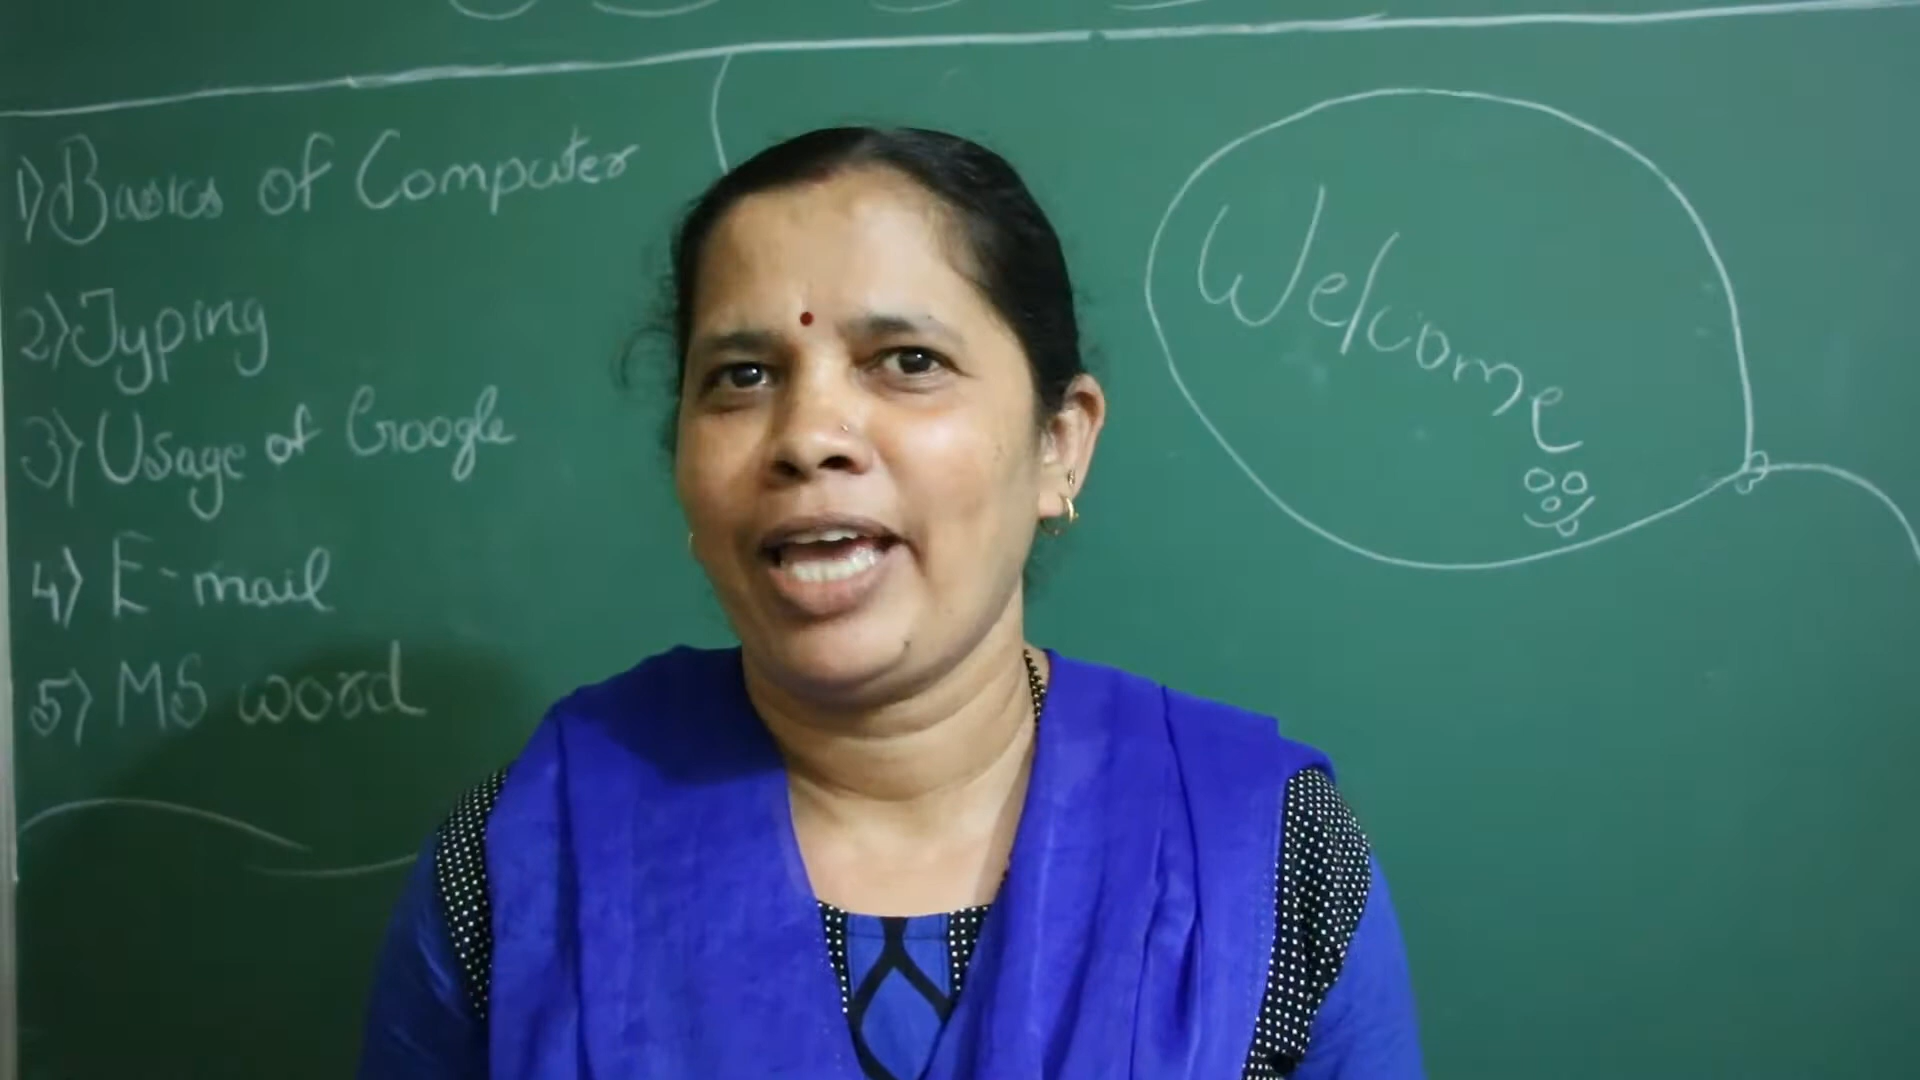 1) Basics of Computer
2) Typing
3) Usage of Google
4) E-mail
5) MS word
Welcome